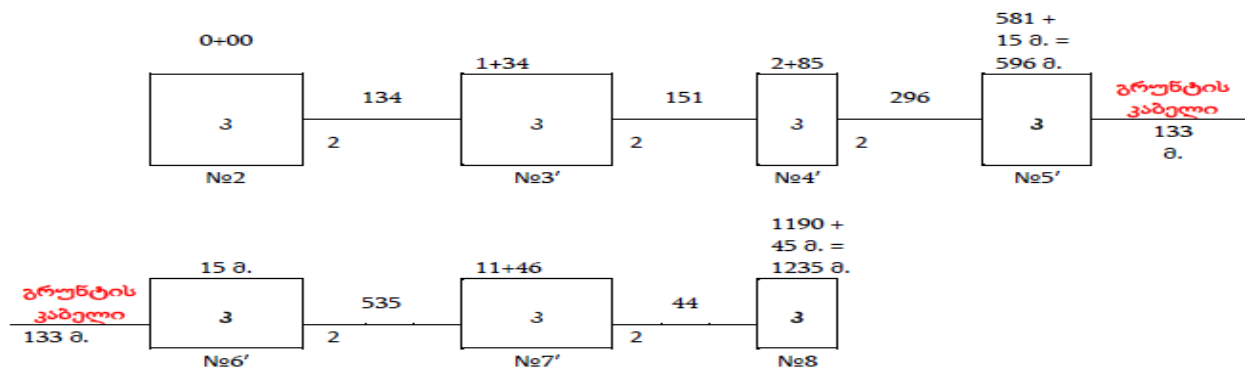 0+00
581 +
15 მ. =
596 მ.
1+34
2+85
134
151
296
გრუნტის
კაბელი
133
მ.
3
3
3
3
2
2
2
№2
№3′
№4′
№5′
1190 +
45 მ. =
1235 მ.
15 მ.
11+46
გრუნტის
კაბელი
133 მ.
535
44
3
3
3
2
2
№6′
№7′
№8